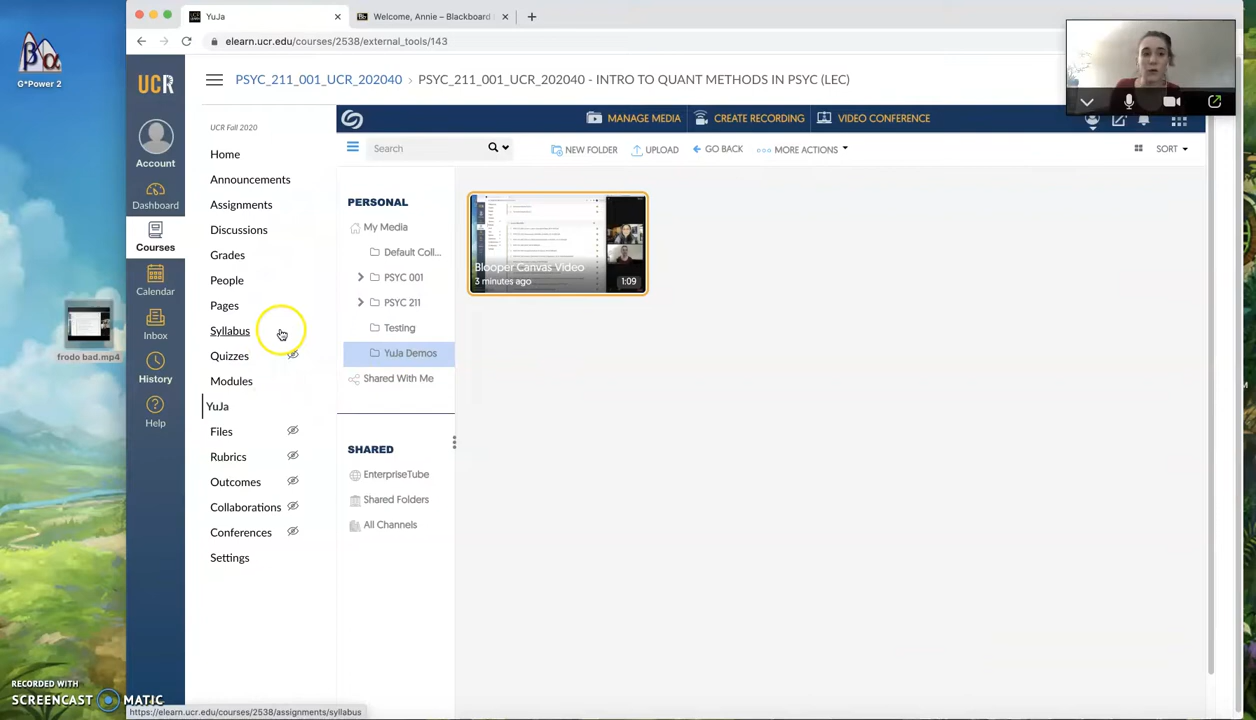 YuJa
Welcome, Annie – Blackboard
elearn.ucr.edu/courses/2538/external_tools/143
G*Power 2
UCR
PSYC_211_001_UCR_202040 PSYC_211_001_UCR_202040 - INTRO TO QUANT METHODS IN PSYC (LEC)
Account
Dashboard
Courses
Calendar
Inbox
History
Help
UCR Fall 2020
Home
Announcements
Assignments
Discussions
Grades
People
Pages
Syllabus
Quizzes
Modules
YuJa
Files
Rubrics
Outcomes
Collaborations
Conferences
Settings
MANAGE MEDIA
CREATE RECORDING
VIDEO CONFERENCE
Search
NEW FOLDER
UPLOAD
GO BACK
MORE ACTIONS
SORT
PERSONAL
My Media
Default Coll...
PSYC 001
PSYC 211
Testing
YuJa Demos
Shared With Me
SHARED
EnterpriseTube
Shared Folders
All Channels
Blooper Canvas Video
3 minutes ago 1:09
frodo bad.mp4
RECORDED WITH
SCREENCAST MATIC
https://elearn.ucr.edu/courses/2538/assignments/syllabus